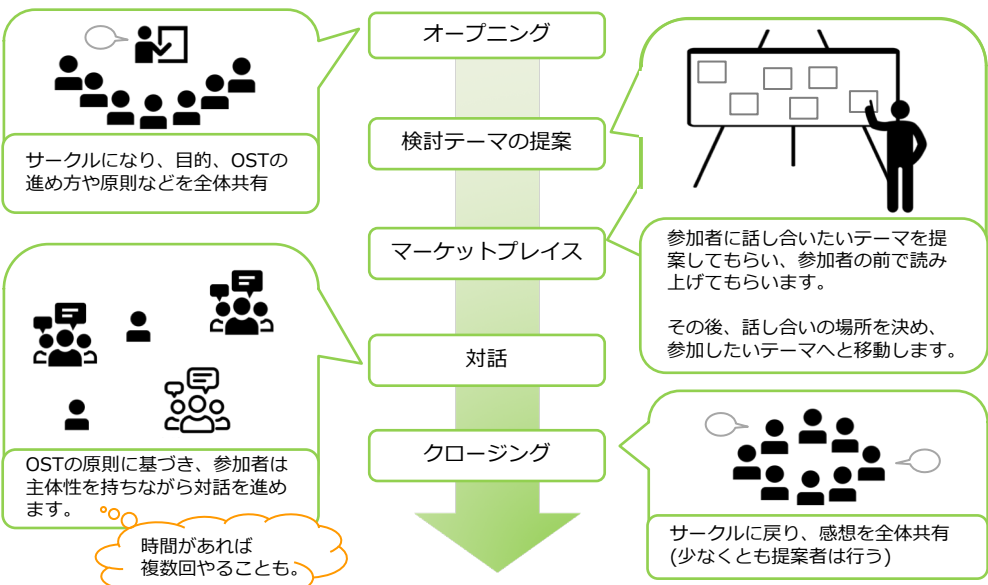 オープニング
サークルになり、目的、OSTの
進め方や原則などを全体共有
検討テーマの提案
マーケットプレイス
参加者に話し合いたいテーマを提
案してもらい、参加者の前で読み
上げてもらいます。
その後、話し合いの場所を決め、
参加したいテーマへと移動します。
対話
OSTの原則に基づき、参加者は
主体性を持ちながら対話を進め
ます。
時間があれば
複数回やることも。
クロージング
サークルに戻り、感想を全体共有
(少なくとも提案者は行う)